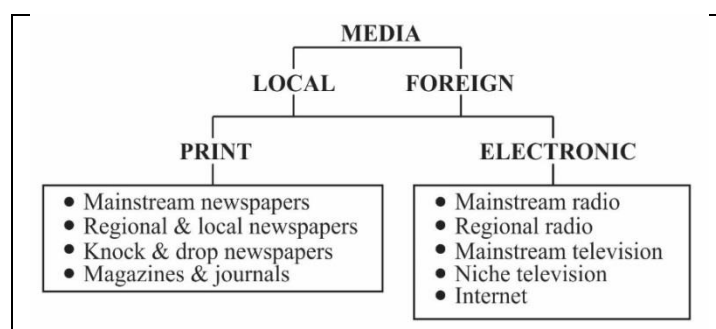 MEDIA
LOCAL FOREIGN
PRINT
• Mainstream newspapers
• Regional & local newspapers
• Knock & drop newspapers
• Magazines & journals
ELECTRONIC
• Mainstream radio
• Regional radio
• Mainstream television
• Niche television
• Internet